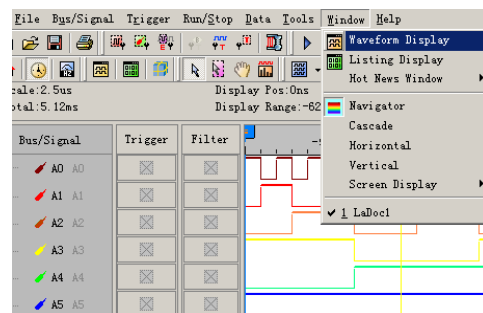 File Bus/Signal Trigger Run/Stop Data Tools Window Help
Waveform Display
Listing Display
Hot News Window
Navigator
Cascade
Horizontal
Vertical
Screen Display
1 LaDoc1
cale:2.5us Display Pos:0ns
otal:5.12ms Display Range:-62
Bus/Signal Trigger Filter
A0 A0
A1 A1
A2 A2
A3 A3
A4 A4
A5 A5